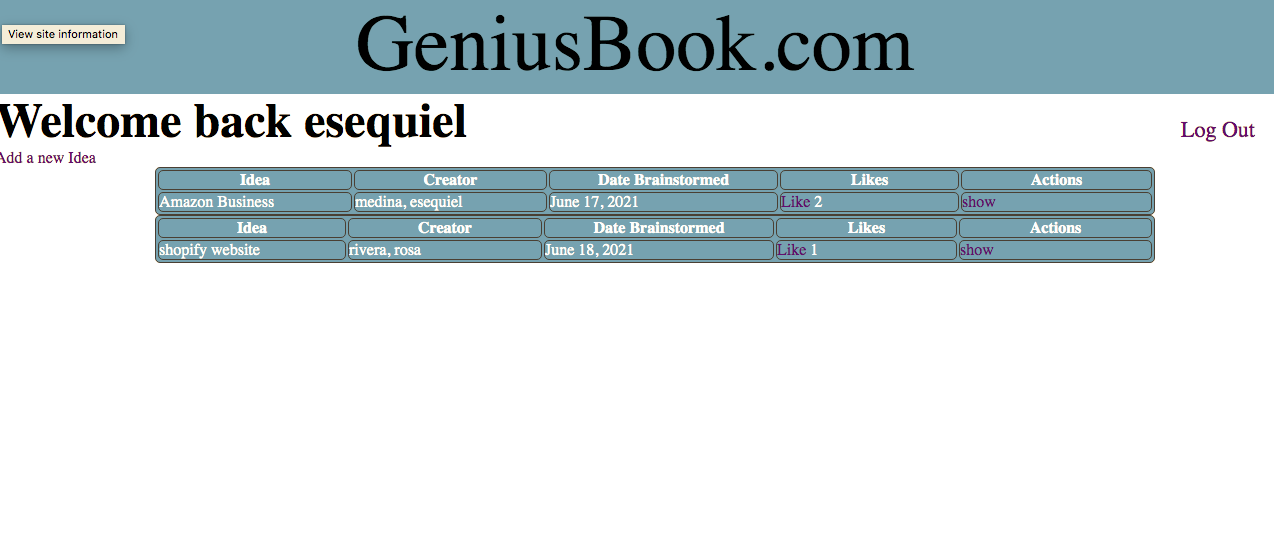 GeniusBook.com
View site information
Welcome back esequiel
Log Out
Add a new Idea
Idea Creator Date Brainstormed Likes Actions
Amazon Business medina, esequiel June 17, 2021 Like 2 show
Idea Creator Date Brainstormed Likes Actions
shopify website rivera, rosa June 18, 2021 Like 1 show